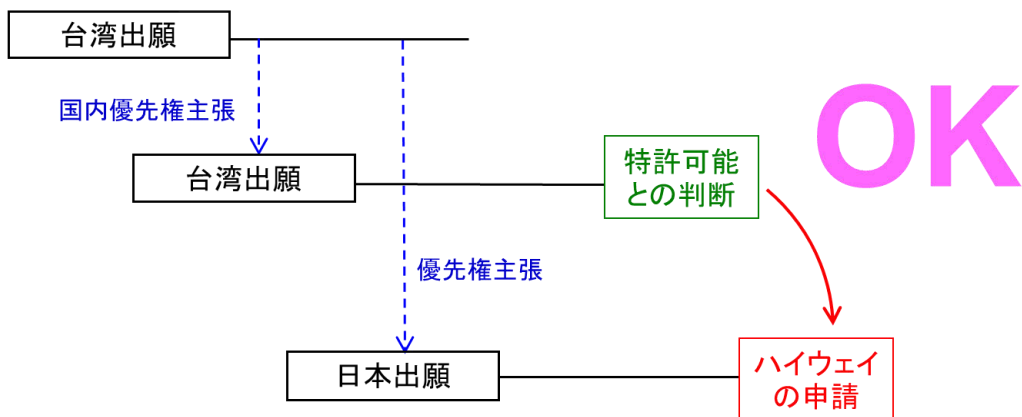 台湾出願
国内優先権主張
OK
台湾出願
特許可能
との判断
優先権主張
日本出願
ハイウェイ
の申請